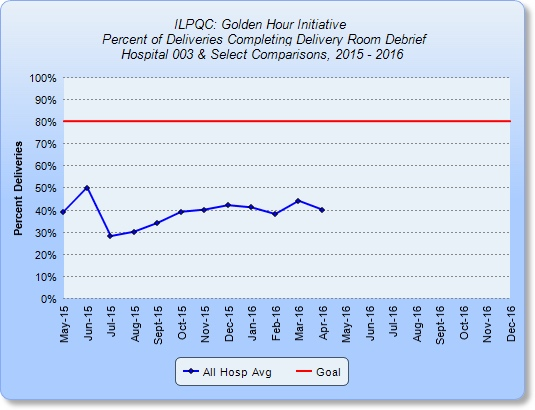 ILPQC: Golden Hour Initiative
Percent of Deliveries Completing Delivery Room Debrief
Hospital 003 & Select Comparisons, 2015 - 2016
Percent Deliveries
100%
90%
80%
70%
60%
50%
40%
30%
20%
10%
0%
May-15
Jun-15
Jul-15
Aug-15
Sept-15
Oct-15
Nov-15
Dec-15
Jan-16
Feb-16
Mar-16
Apr-16
May-16
Jun-16
Jul-16
Aug-16
Sept-16
Oct-16
Nov-16
Dec-16
All Hosp Avg
Goal